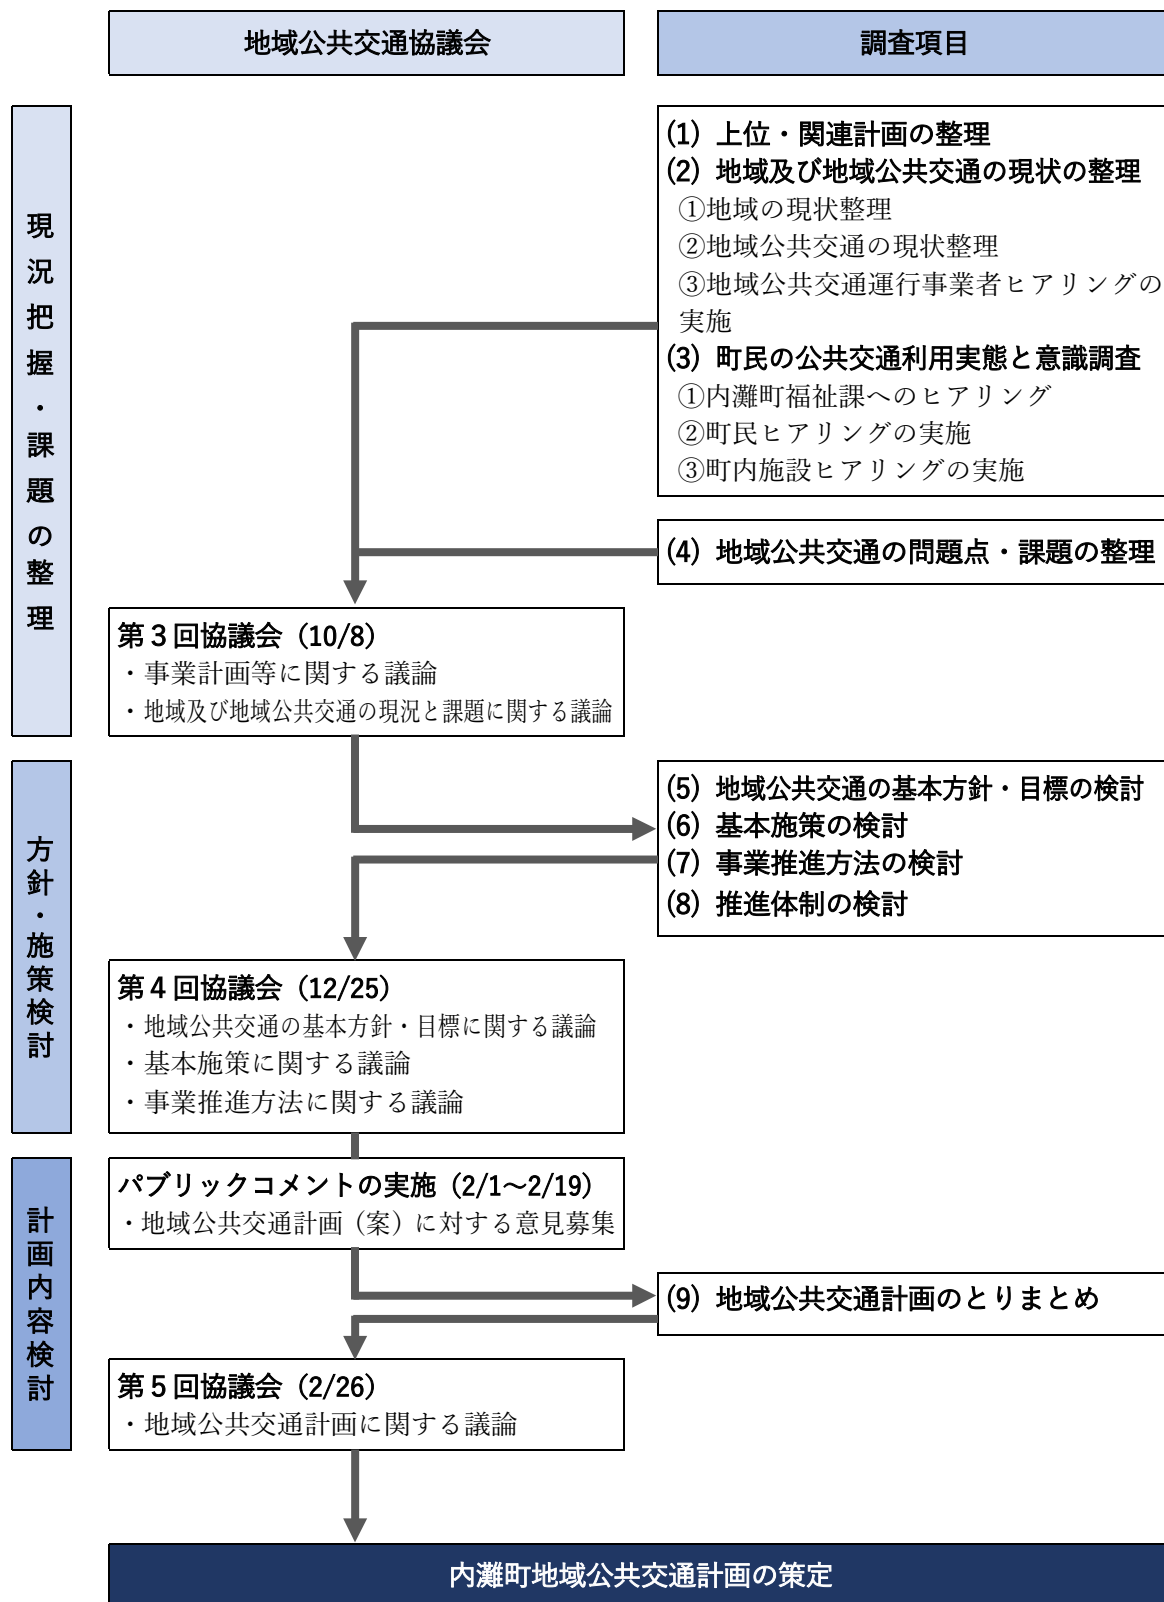 地域公共交通協議会
調査項目
現況把握・課題の整理
(1) 上位・関連計画の整理
(2) 地域及び地域公共交通の現状の整理
①地域の現状整理
②地域公共交通の現状整理
③地域公共交通運行事業者ヒアリングの
実施
(3) 町民の公共交通利用実態と意識調査
①内灘町福祉課へのヒアリング
②町民ヒアリングの実施
③町内施設ヒアリングの実施
(4) 地域公共交通の問題点・課題の整理
第3回協議会（10/8）
・事業計画等に関する議論
・地域及び地域公共交通の現況と課題に関する議論
方針・施策検討
(5) 地域公共交通の基本方針・目標の検討
(6) 基本施策の検討
(7) 事業推進方法の検討
(8) 推進体制の検討
第4回協議会（12/25）
・地域公共交通の基本方針・目標に関する議論
・基本施策に関する議論
・事業推進方法に関する議論
計画内容検討
パブリックコメントの実施（2/1～2/19）
・地域公共交通計画（案）に対する意見募集
(9) 地域公共交通計画のとりまとめ
第5回協議会（2/26）
・地域公共交通計画に関する議論
内灘町地域公共交通計画の策定